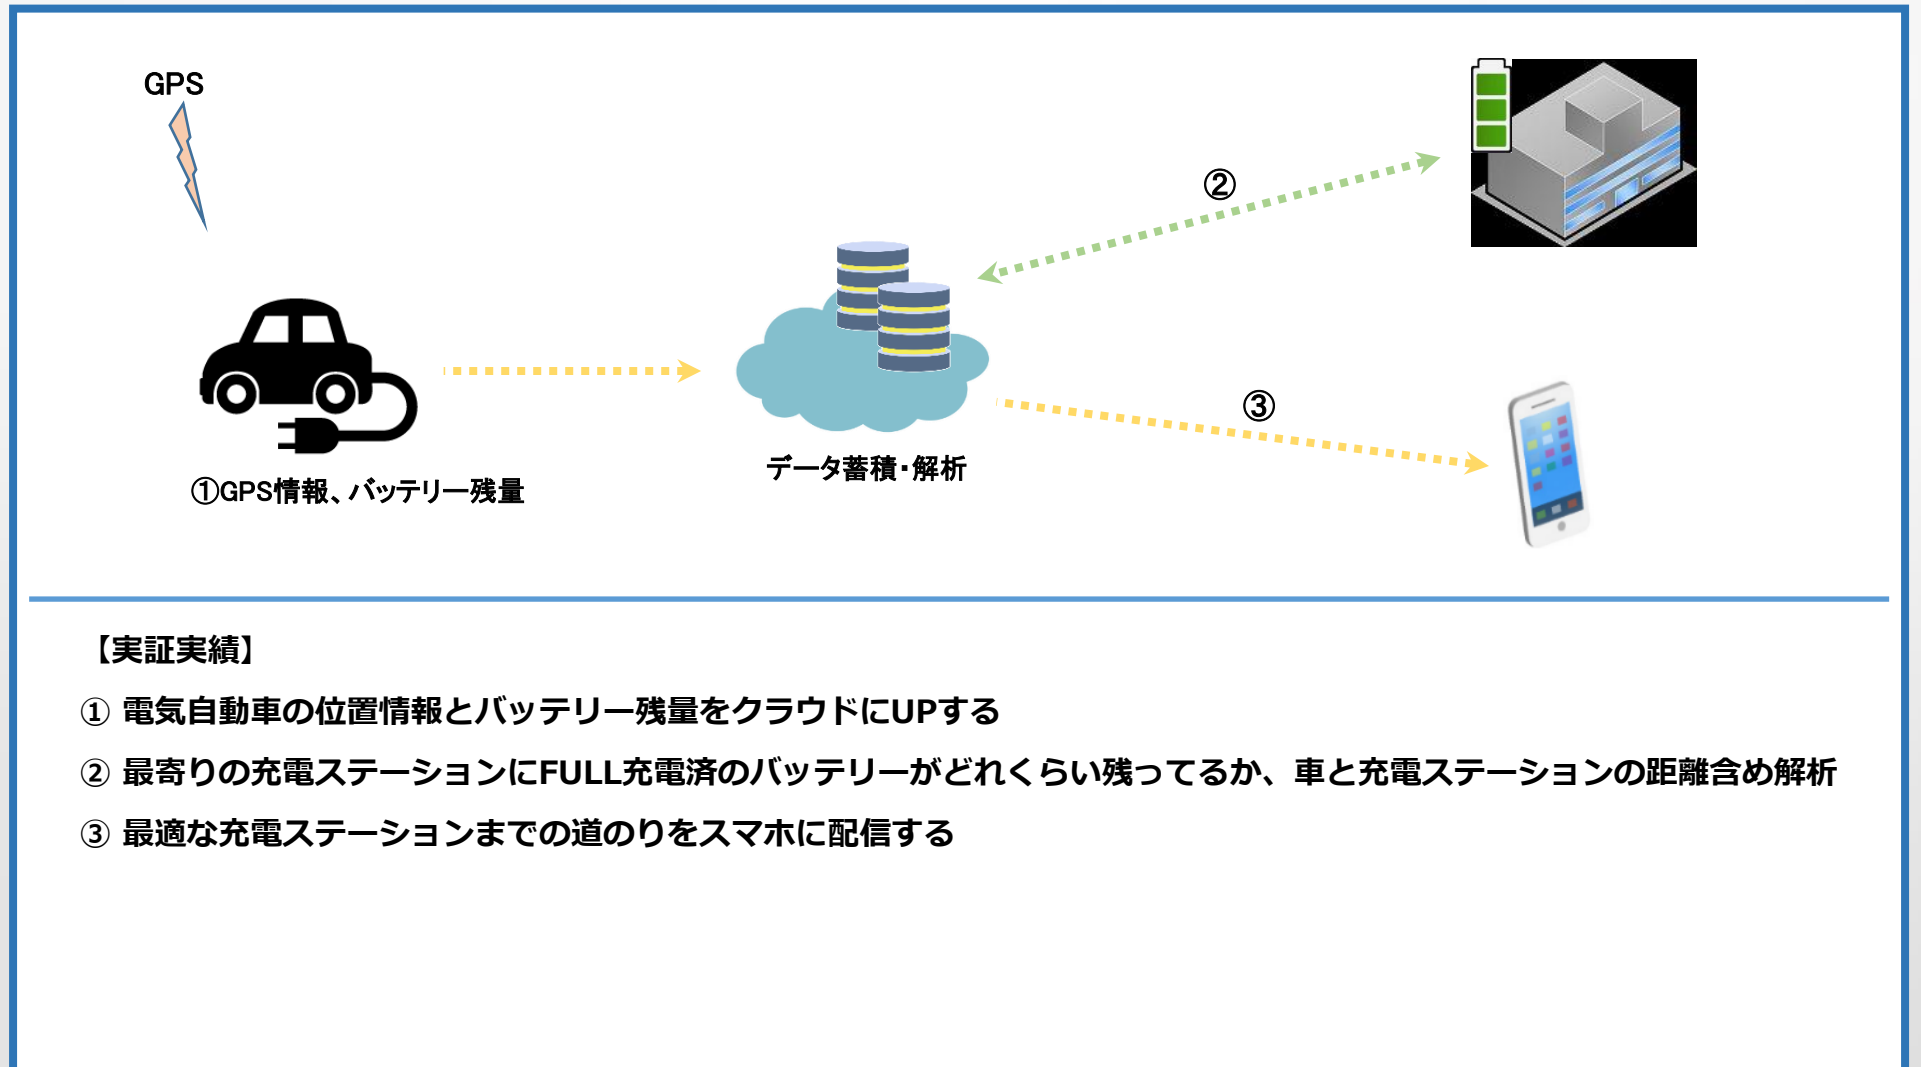 GPS
②
③
データ蓄積・解析
①GPS情報、バッテリー残量
【実証実績】
① 電気自動車の位置情報とバッテリー残量をクラウドにUPする
② 最寄りの充電ステーションにFULL充電済のバッテリーがどれくらい残ってるか、車と充電ステーションの距離含め解析
③ 最適な充電ステーションまでの道のりをスマホに配信する